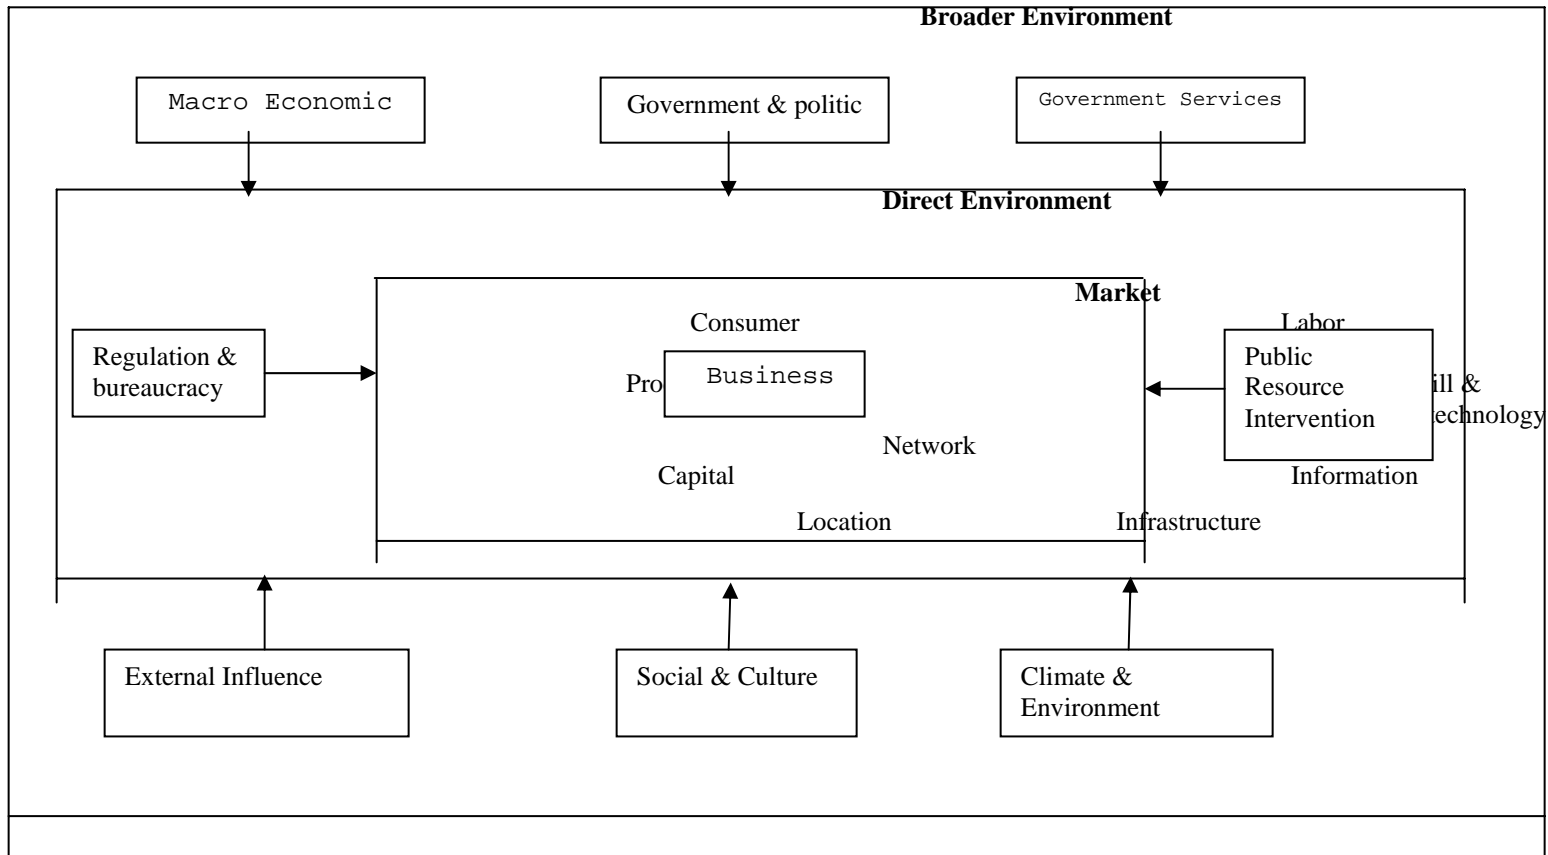 Broader Environment
Macro Economic
Government & politic
Government Services
Direct Environment
Market
Consumer
Labor
Regulation &
bureaucracy
Business
Public
Resource
Intervention
&
Network
Capital
Information
Location
Infrastructure
External Influence
Social & Culture
Climate &
Environment